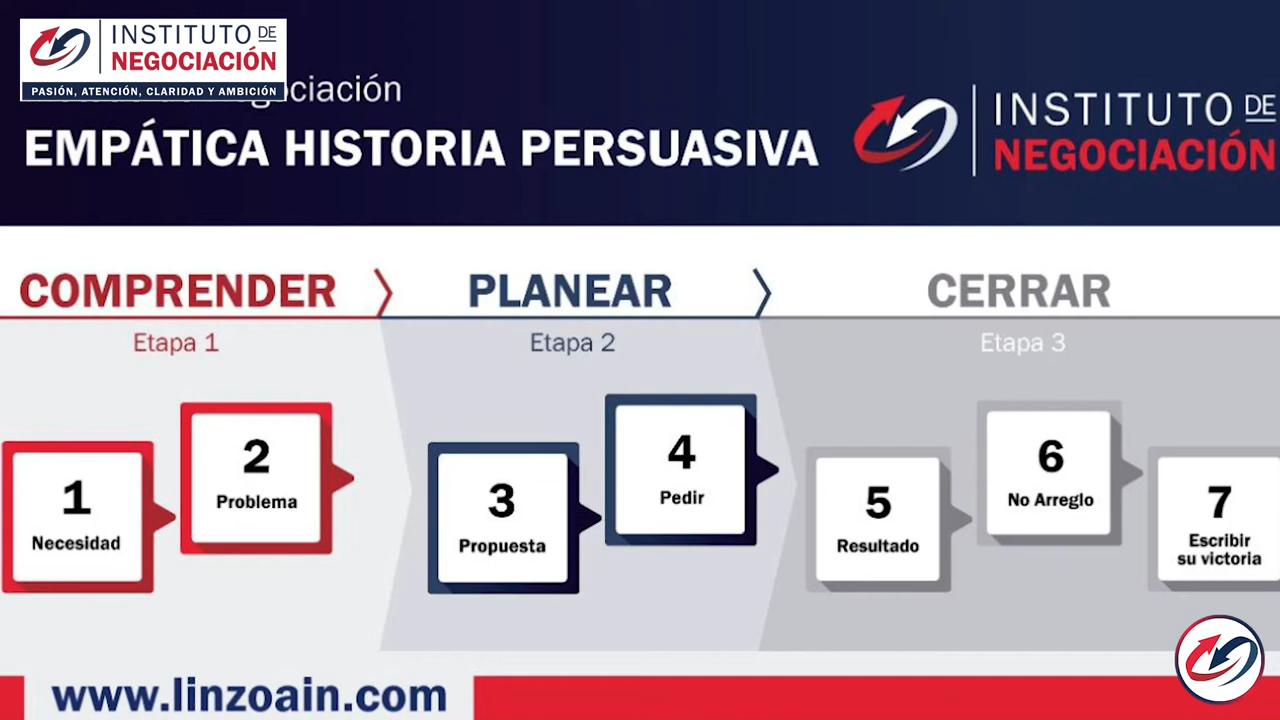 INSTITUTO DE
NEGOCIACIÓN
PASIÓN, ATENCIÓN, CLARIDAD Y AMBICIÓN
EMPÁTICA HISTORIA PERSUASIVA
INSTITUTO DE
NEGOCIACIÓN
COMPRENDER
PLANEAR
CERRAR
Etapa 1
Etapa 2
Etapa 3
1
Necesidad
2
Problema
3
Propuesta
4
Pedir
5
Resultado
6
No Arreglo
7
Escribir
su victoria
www.linzoain.com